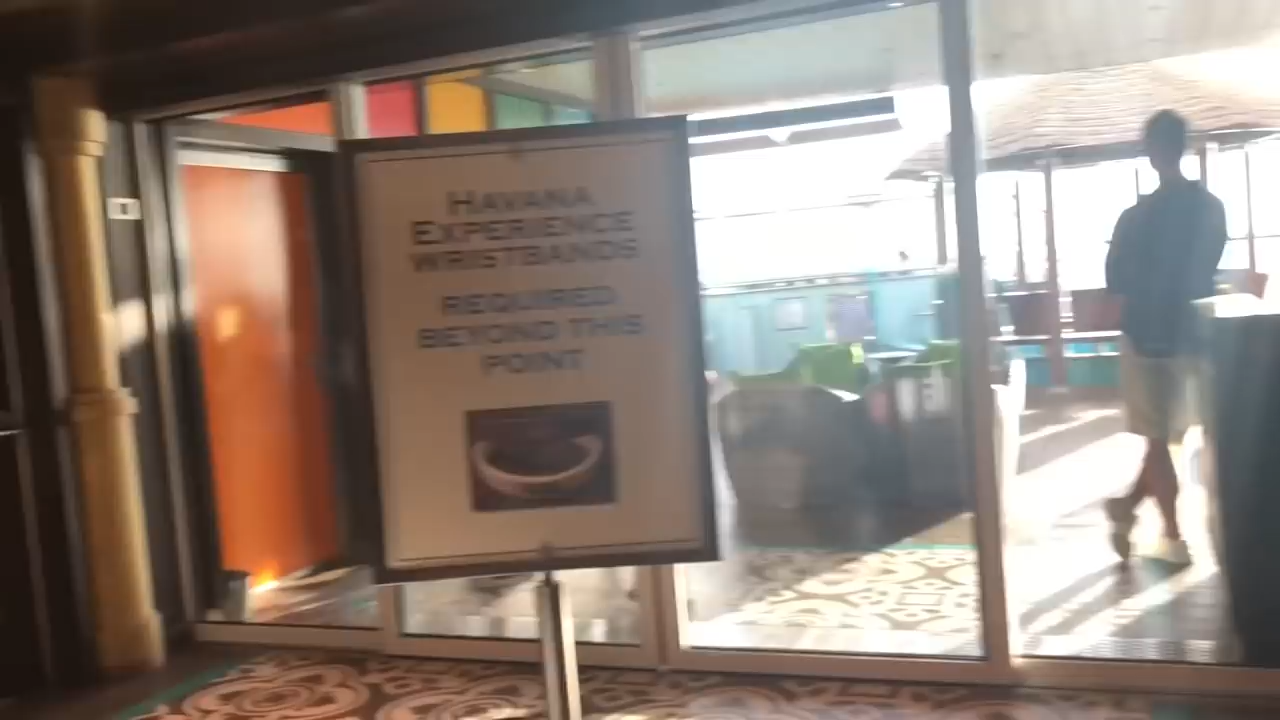 HAVANA
EXPERIENCE
WRISTBANDS
REQUIRED
BEYOND THIS
POINT